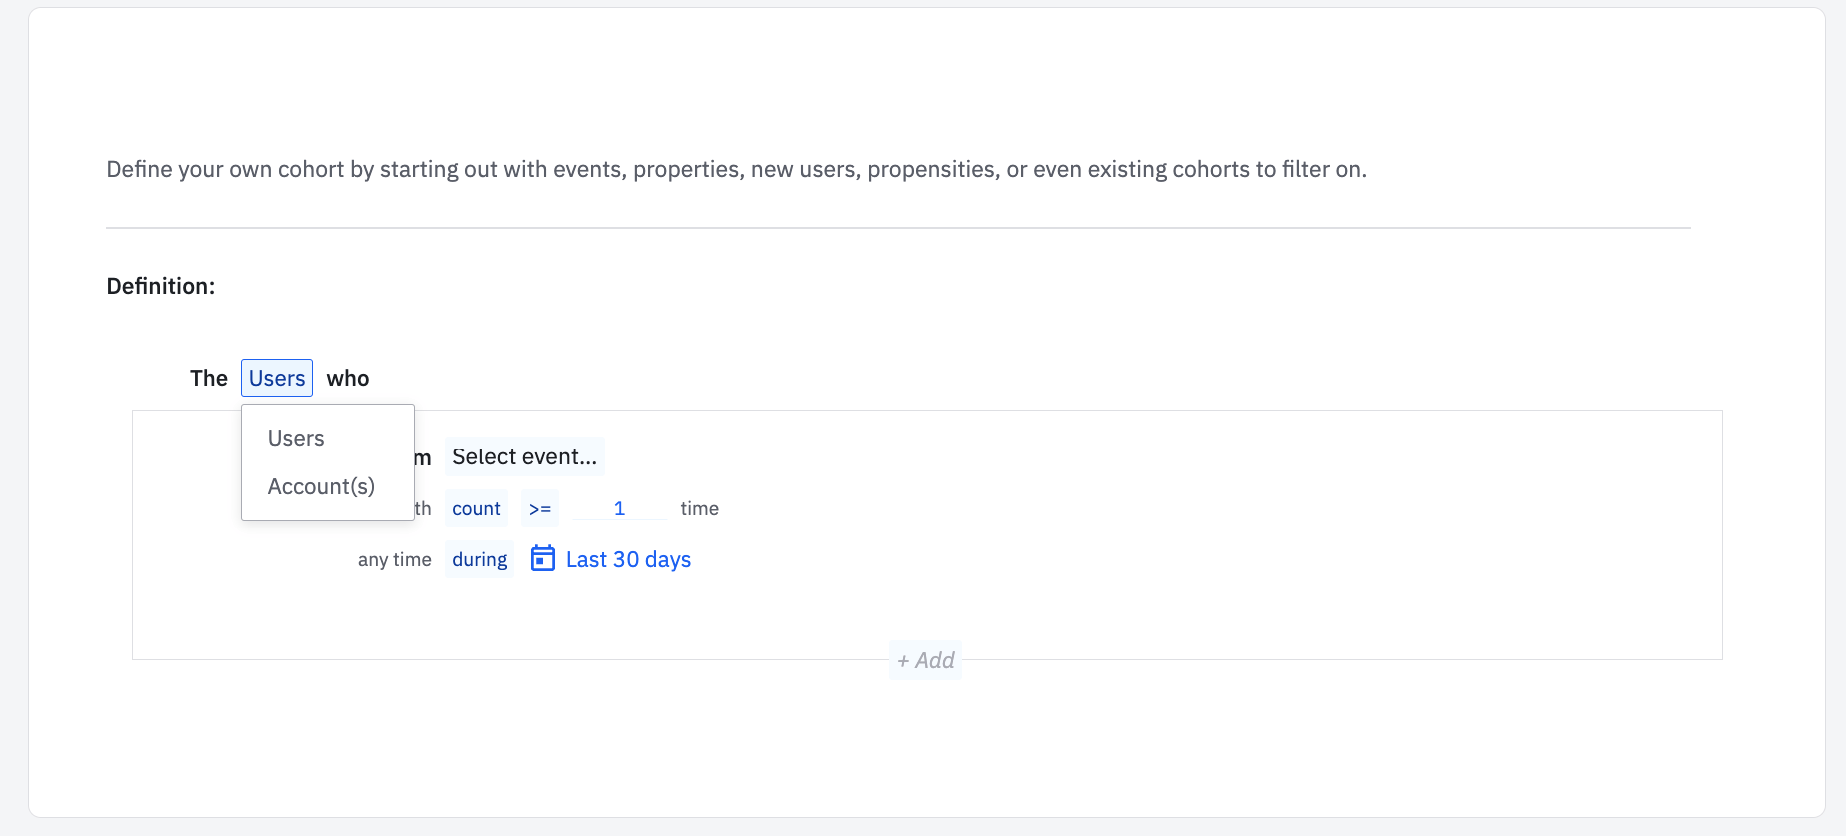 Define your own cohort by starting out with events, properties, new users, propensities, or even existing cohorts to filter on.
Definition:
The Users who
Users
Account(s)
Select event...
count >= 1 time
any time during Last 30 days
+ Add